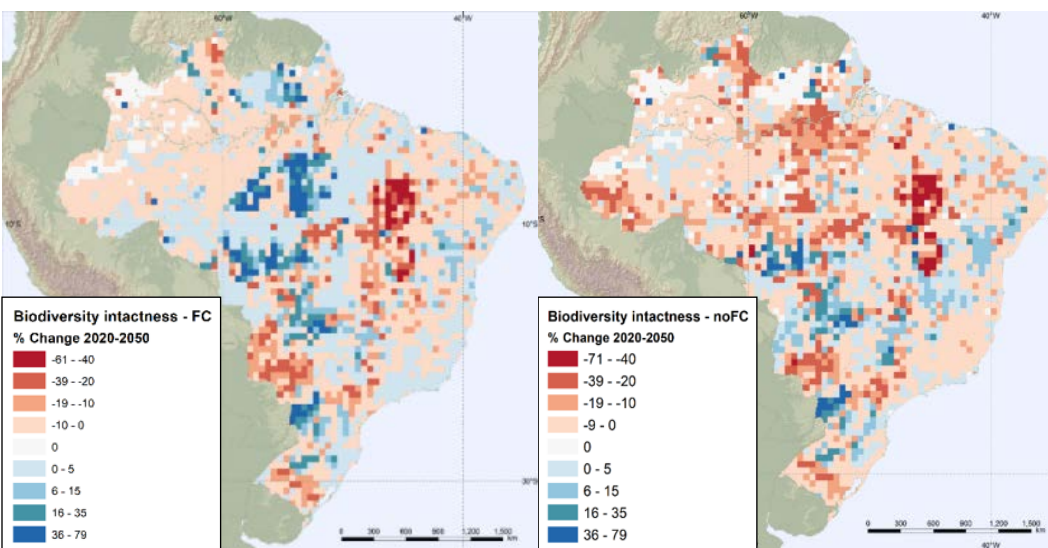 60°W
40°W
10°S
30°S
Biodiversity intactness - FC
% Change 2020-2050
-61 - -40
-39 - -20
-19 - -10
-10 - 0
0
0 - 5
6 - 15
16 - 35
36 - 79
0 300 600 900 1,200 1,500
km
60°W
40°W
10°S
Biodiversity intactness - noFC
% Change 2020-2050
-71 - -40
-39 - -20
-19 - -10
-9 - 0
0
0 - 5
6 - 15
16 - 35
36 - 79
0 300 600 900 1,200 1,500
km
40°W